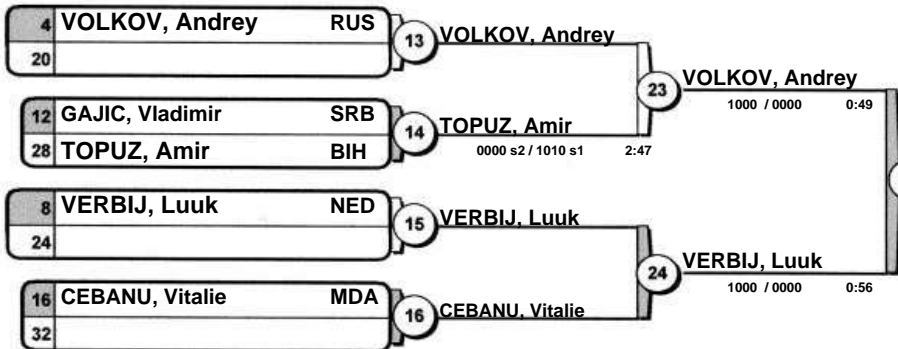 4 VOLKOV, Andrey RUS
20
13 VOLKOV, Andrey
12 GAJIC, Vladimir SRB
28 TOPUZ, Amir BIH
14 TOPUZ, Amir
0000 s2 / 1010 s1 2:47
23 VOLKOV, Andrey
1000 / 0000 0:49
8 VERBIJ, Luuk NED
24
15 VERBIJ, Luuk
16 CEBANU, Vitalie MDA
32
16 CEBANU, Vitalie
24 VERBIJ, Luuk
1000 / 0000 0:56